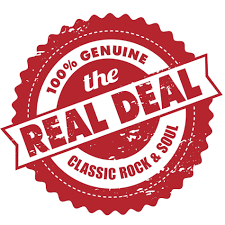 100% GENUINE
the
REAL DEAL
CLASSIC ROCK & SOUL